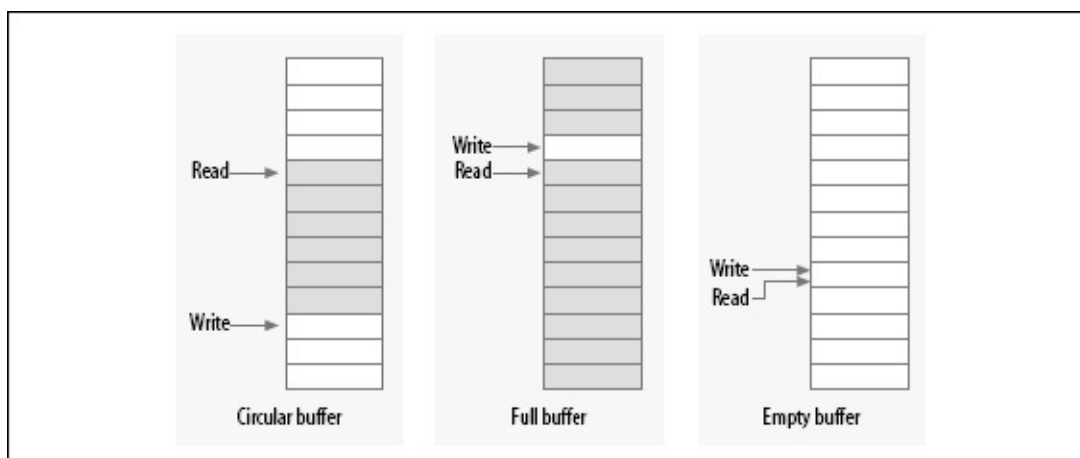 Read
Write
Circular buffer
Write
Read
Full buffer
Write
Read
Empty buffer